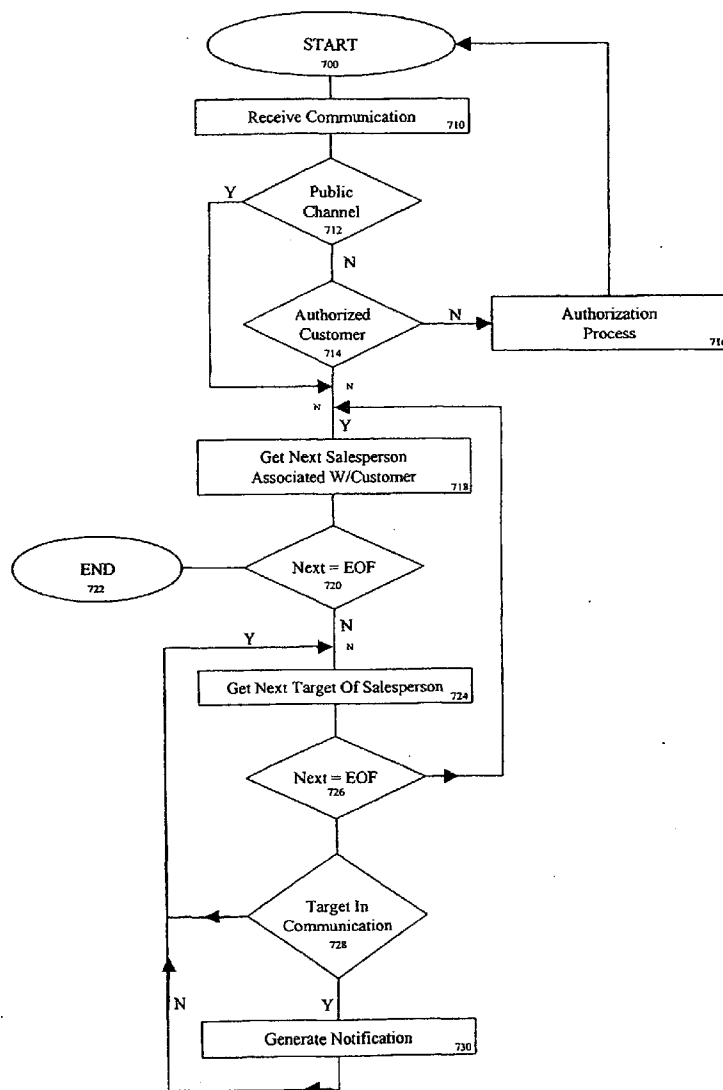 START
700
Receive Communication
710
Y
Public
Channel
712
N
Authorized
Customer
714
N
Authorization
Process
716
N
N
Y
Get Next Salesperson
Associated W/Customer
718
END
722
Next = EOF
720
N
Y
N
Get Next Target Of Salesperson
724
Next = EOF
726
Target In
Communication
728
N
Y
Generate Notification
730